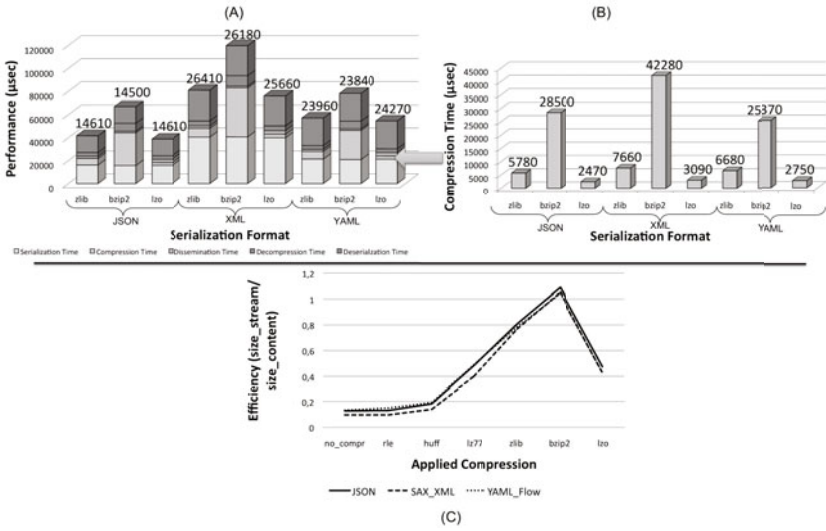 (A)
Performance (µsec)
120000
100000
80000
60000
40000
20000
0
14610
14500
14610
26410
26180
25660
23960
23840
24270
zlib bzip2 lzo zlib bzip2 lzo zlib bzip2 lzo
JSON XML YAML
Serialization Format
Serialization Time Compression Time Dissemination Time Decompression Time Deserialzation Time
(B)
Compression Time (µsec)
45000
40000
35000
30000
25000
20000
15000
10000
5000
0
5780
28500
2470
7660
42280
3090
6680
25370
2750
zlib bzip2 lzo zlib bzip2 lzo zlib bzip2 lzo
JSON XML YAML
Serialization Format
Efficiency (size_stream/
size_content)
1,2
1
0,8
0,6
0,4
0,2
0
no_compr rle huff lz77 zlib bzip2 lzo
Applied Compression
JSON SAX_XML YAML_Flow
(C)